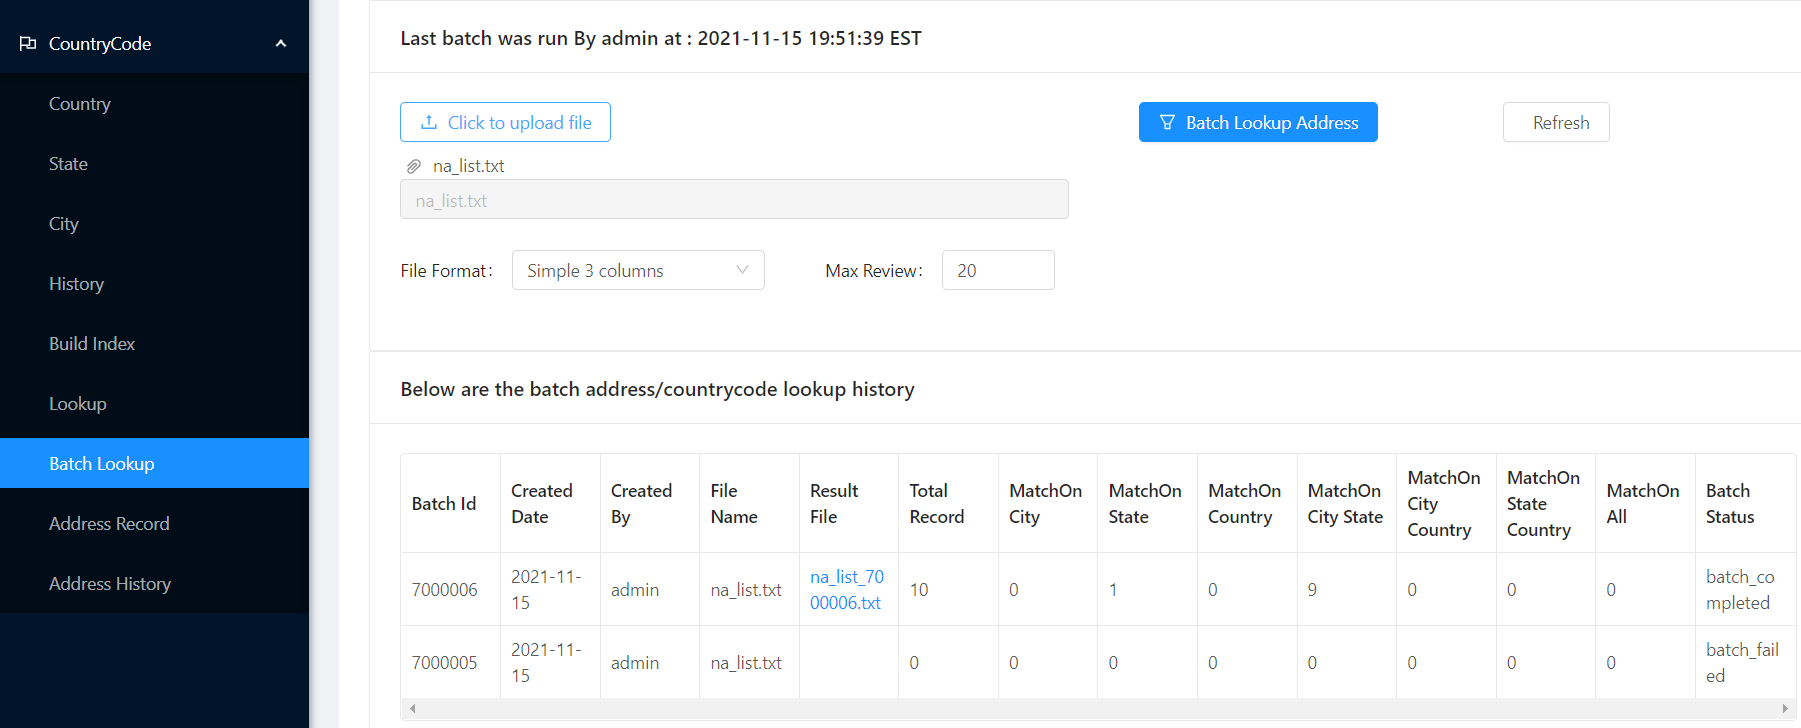 CountryCode
Country
State
City
History
Build Index
Lookup
Batch Lookup
Address Record
Address History
Last batch was run By admin at : 2021-11-15 19:51:39 EST
Click to upload file
Batch Lookup Address
Refresh
na_list.txt
na_list.txt
File Format: Simple 3 columns Max Review: 20
Below are the batch address/countrycode lookup history
Batch Id
Created
Date
Created
By
File
Name
Result
File
Total
Record
MatchOn
City
MatchOn
State
MatchOn
Country
MatchOn
City State
MatchOn
City
Country
MatchOn
State
Country
MatchOn
All
Batch
Status
7000006
2021-11-
15
admin
na_list.txt
na_list_70
00006.txt
10
0
1
0
9
0
0
0
batch_co
mpleted
7000005
2021-11-
15
admin
na_list.txt
0
0
0
0
0
0
0
0
batch_fail
ed